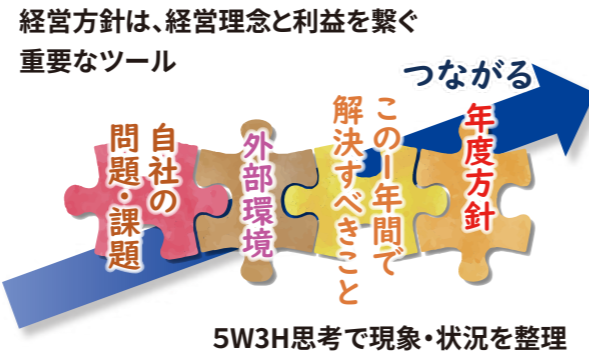 経営方針は、経営理念と利益を繋ぐ
重要なツール
つながる
自社の
問題・課題
外部環境
この1年間で
解決すべきこと
年度方針
5W3H思考で現象・状況を整理